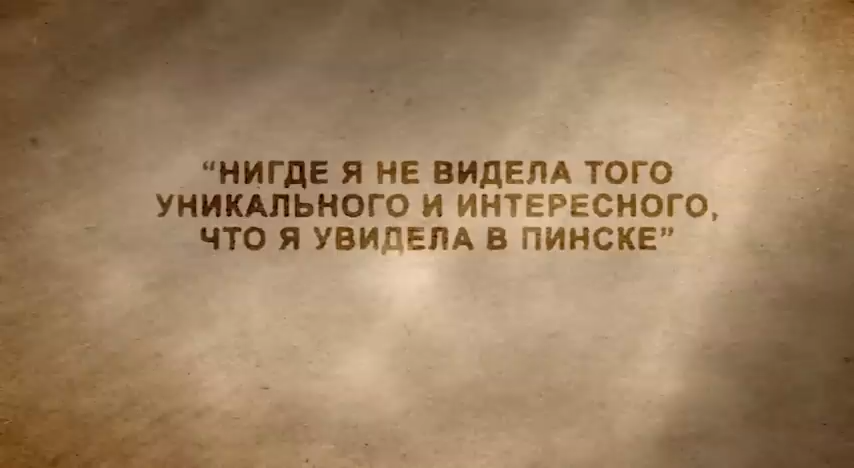 “НИГДЕ Я НЕ ВИДЕЛА ТОГО
УНИКАЛЬНОГО И ИНТЕРЕСНОГО,
ЧТО Я УВИДЕЛА В ПИНСКЕ”